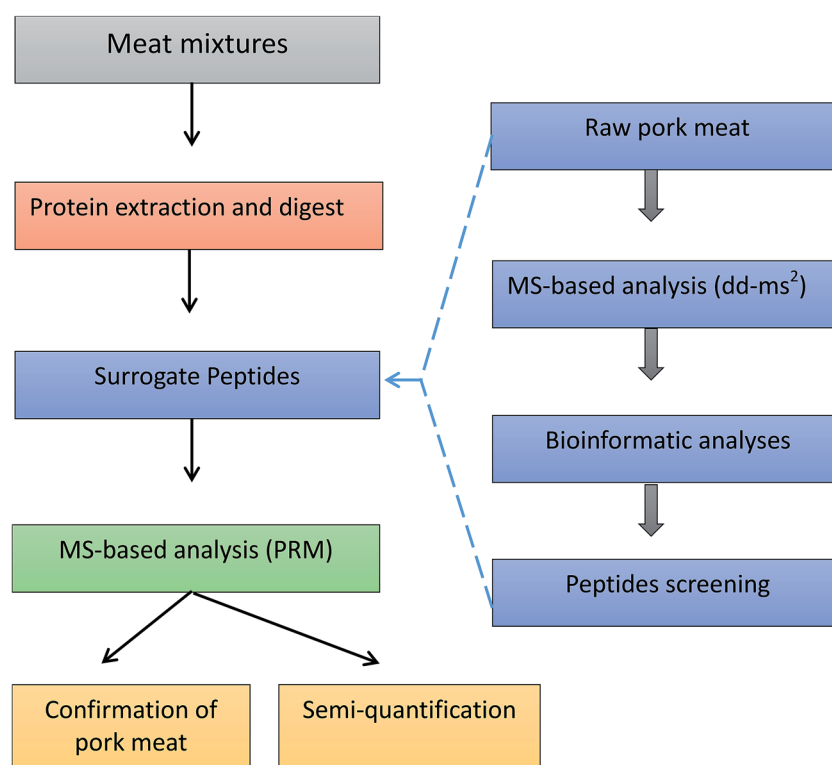 Meat mixtures
Protein extraction and digest
Surrogate Peptides
MS-based analysis (PRM)
Confirmation of
pork meat
Semi-quantification
Raw pork meat
MS-based analysis (dd-ms²)
Bioinformatic analyses
Peptides screening